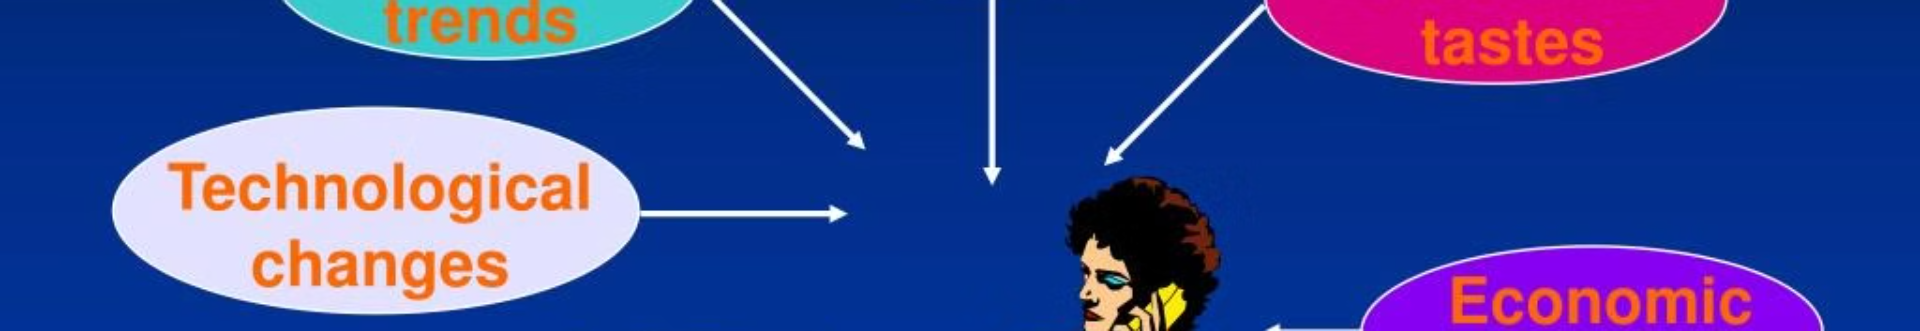 trends
tastes
Technological
changes
Economic